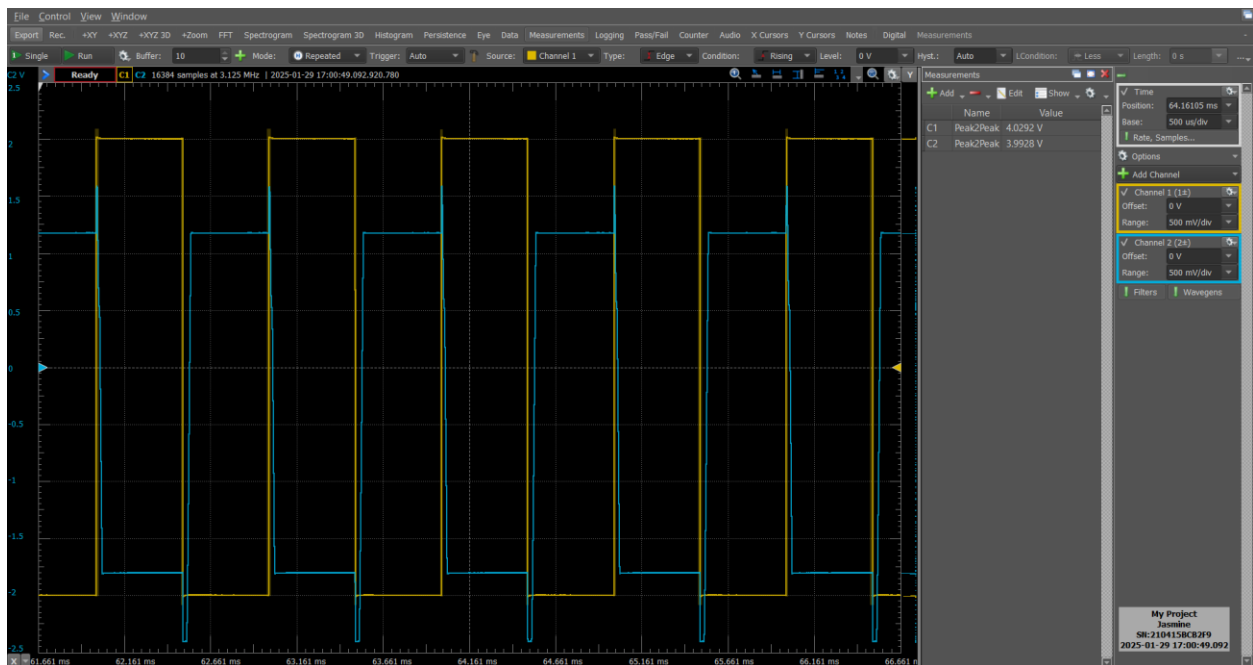 File Control View Window
Export Rec. +XY +XYZ +XYZ 3D +Zoom FFT Spectrogram Spectrogram 3D Histogram Persistence Eye Data Measurements Logging Pass/Fail Counter Audio X Cursors Y Cursors Notes Digital Measurements
Single Run Buffer: 10 Mode: Repeated Trigger: Auto Source: Channel 1 Type: Edge Condition: Rising Level: 0 V Hyst.: Auto LCondition: Less Length: 0 s
C2 V Ready C1 C2 16384 samples at 3.125 MHz | 2025-01-29 17:00:49.092.920.780 Y
2.5
2
1.5
1
0.5
0
-0.5
-1
-1.5
-2
-2.5
X 61.661 ms 62.161 ms 62.661 ms 63.161 ms 63.661 ms 64.161 ms 64.661 ms 65.161 ms 65.661 ms 66.161 ms 66.661
Measurements
Add Edit Show
Name Value
C1 Peak2Peak 4.0292 V
C2 Peak2Peak 3.9928 V
Time
Position: 64.16105 ms
Base: 500 us/div
Rate, Samples...
Options
Add Channel
Channel 1 (1±)
Offset: 0 V
Range: 500 mV/div
Channel 2 (2±)
Offset: 0 V
Range: 500 mV/div
Filters Wavegens
My Project
Jasmine
SN:210415BCB2F9
2025-01-29 17:00:49.092